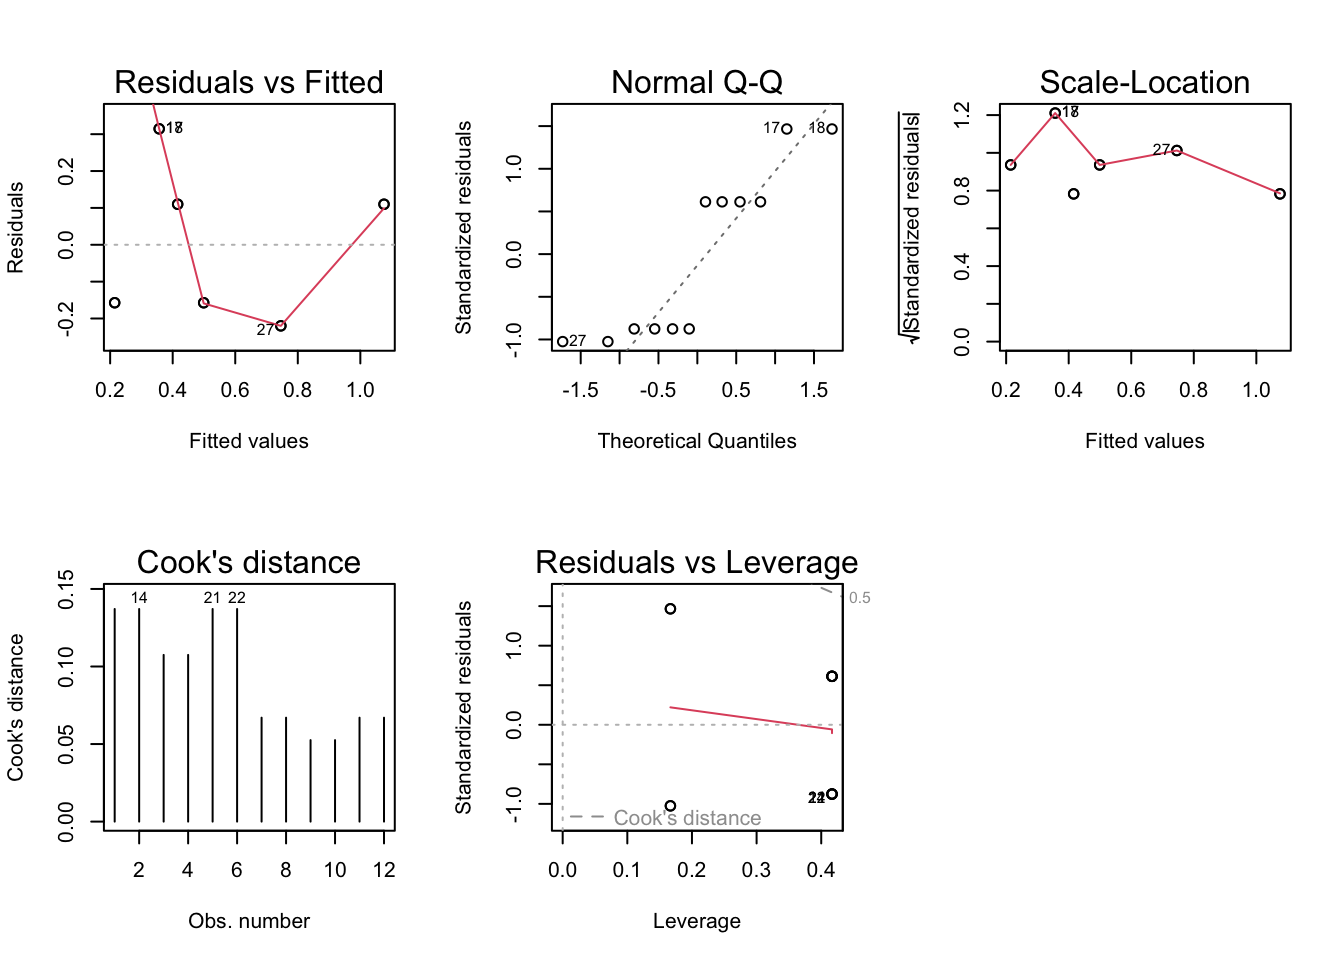 Residuals vs Fitted
Residuals
0.2
0.0
-0.2
18
27
0.2 0.4 0.6 0.8 1.0
Fitted values
Normal Q-Q
Standardized residuals
1.0
0.0
-1.0
17 18
27
-1.5 -0.5 0.5 1.5
Theoretical Quantiles
Scale-Location
√|Standardized residuals|
1.2
0.8
0.4
0.0
18
27
0.2 0.4 0.6 0.8 1.0
Fitted values
Cook's distance
Cook's distance
0.15
0.10
0.05
0.00
14 21 22
2 4 6 8 10 12
Obs. number
Residuals vs Leverage
Standardized residuals
1.0
0.0
-1.0
0.5
Cook's distance
0.0 0.1 0.2 0.3 0.4
Leverage